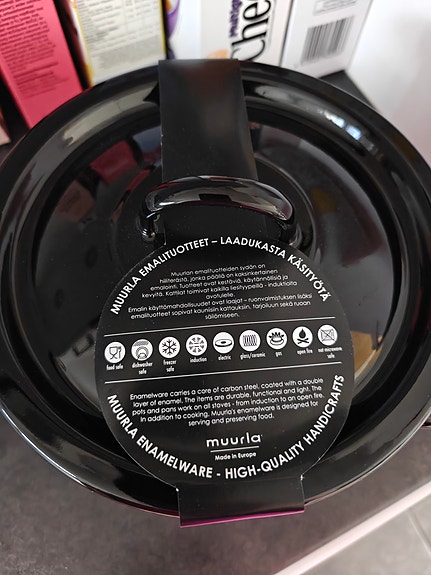 Multip
Che
MUURLA EMALITUOTTEET - LAADUKASTA KÄSITYÖTÄ
Muurlan emalituotteiden sydän on
hiiliterästä, jonka päällä on kaksinkertainen
emalointi. Tuotteet ovat kestäviä, käytännöllisiä ja
kevyitä. Kattilat toimivat kaikilla liesityypeillä - induktiolta
avotulelle.
Emalin käyttömahdollisuudet ovat laajat - ruonvalmistuksen lisäksi
emalituotteet sopivat kauniisiin kattauksiin, tarjoiluun sekä ruoan
säilömiseen.
food safe
dishwasher safe
freezer safe
induction
electric
glass/ceramic
gas
open fire
not microwave safe
Enamelware carries a core of carbon steel, coated with a double
layer of enamel. The items are durable, functional and light. The
pots and pans work on all stoves - from induction to an open fire.
In addition to cooking, Muurla's enamelware is designed for
serving and preserving food.
muurla
Made in Europe
MUURLA ENAMELWARE - HIGH-QUALITY HANDICRAFTS